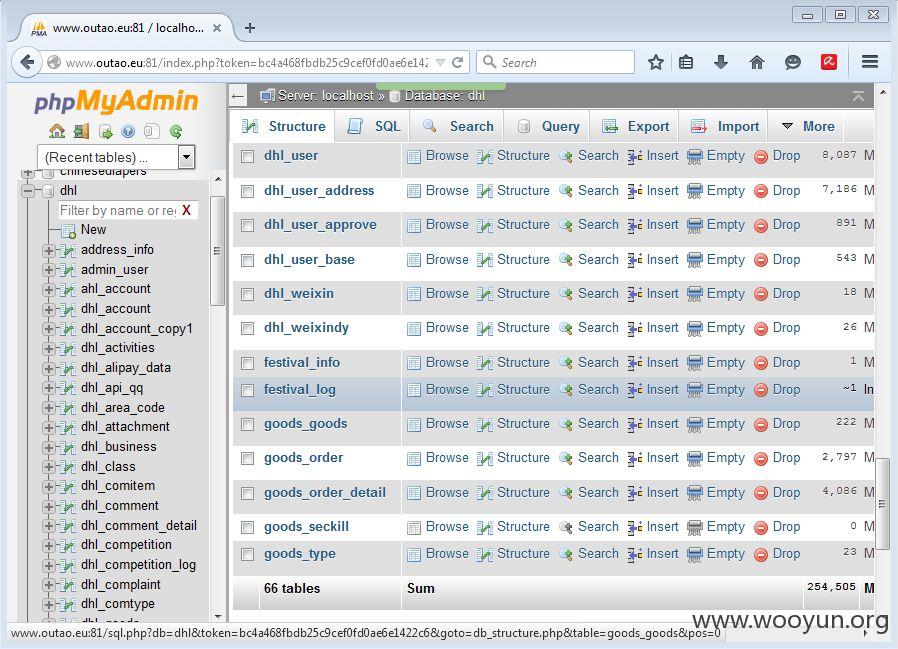 www.outao.eu:81 / localho...
www.outao.eu:81/index.php?token=bc4a468fbdb25c9cef0fd0ae6e142
Search
phpMyAdmin
Server: localhost » Database: dhl
Structure SQL Search Query Export Import More
(Recent tables) ...
chinesediapers
dhl
Filter by name or reg X
New
address_info
admin_user
ahl_account
dhl_account
dhl_account_copy1
dhl_activities
dhl_alipay_data
dhl_api_qq
dhl_area_code
dhl_attachment
dhl_business
dhl_class
dhl_comitem
dhl_comment
dhl_comment_detail
dhl_competition
dhl_competition_log
dhl_complaint
dhl_comtype
dhl_user Browse Structure Search Insert Empty Drop 8,087 M
dhl_user_address Browse Structure Search Insert Empty Drop 7,186 M
dhl_user_approve Browse Structure Search Insert Empty Drop 891 M
dhl_user_base Browse Structure Search Insert Empty Drop 543 M
dhl_weixin Browse Structure Search Insert Empty Drop 18 M
dhl_weixindy Browse Structure Search Insert Empty Drop 26 M
festival_info Browse Structure Search Insert Empty Drop 1 M
festival_log Browse Structure Search Insert Empty Drop ~1 In
goods_goods Browse Structure Search Insert Empty Drop 222 M
goods_order Browse Structure Search Insert Empty Drop 2,797 M
goods_order_detail Browse Structure Search Insert Empty Drop 4,086 M
goods_seckill Browse Structure Search Insert Empty Drop 0 M
goods_type Browse Structure Search Insert Empty Drop 23 M
66 tables Sum 254,505 M
www.outao.eu:81/sql.php?db=dhl&token=bc4a468fbdb25c9cef0fd0ae6e1422c6&goto=db_structure.php&table=goods_goods&pos=0
www.wooyun.org